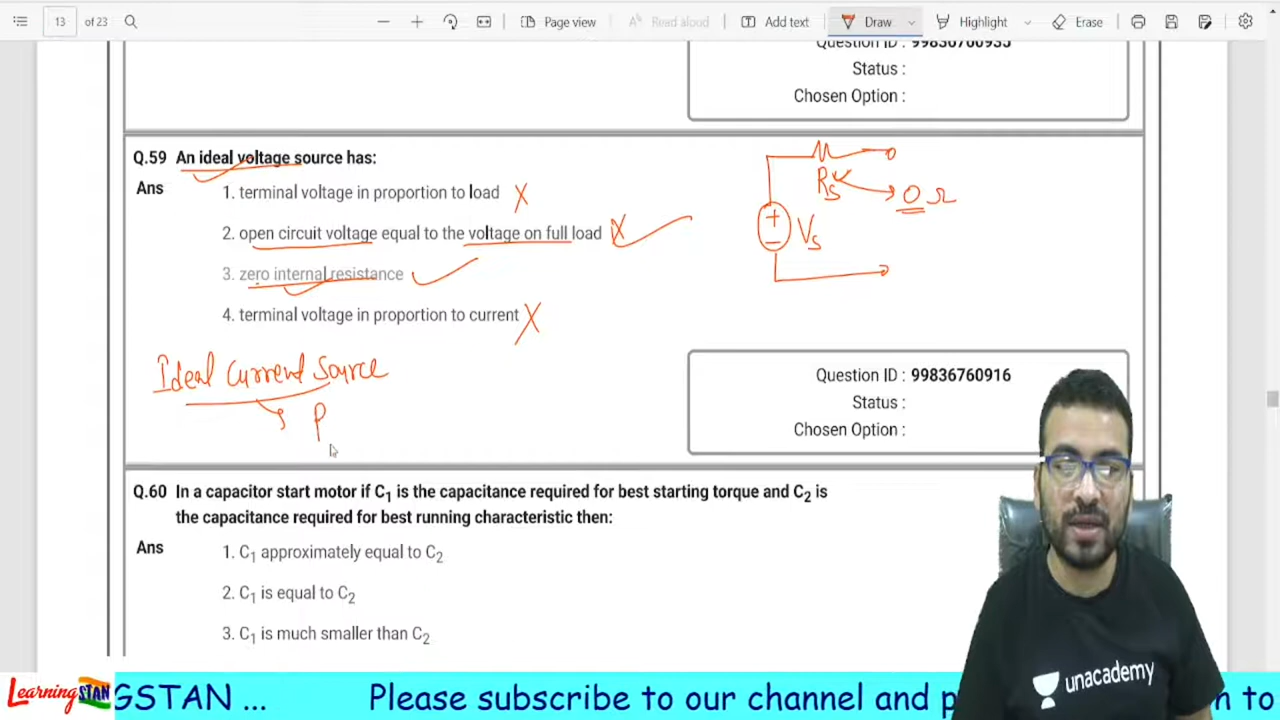 13 of 23
Page view
Read aloud
Add text
Draw
Highlight
Erase
Question ID : 99836760935
Status :
Chosen Option :
Q.59 An ideal voltage source has:
Ans
1. terminal voltage in proportion to load X
2. open circuit voltage equal to the voltage on full load X
3. zero internal resistance
4. terminal voltage in proportion to current X
Rs
0 Ω
+
−
Vs
Ideal Current Source
P
Question ID : 99836760916
Status :
Chosen Option :
Q.60 In a capacitor start motor if C1 is the capacitance required for best starting torque and C2 is
the capacitance required for best running characteristic then:
Ans
1. C1 approximately equal to C2
2. C1 is equal to C2
3. C1 is much smaller than C2
unacademy
LearningSTAN
GSTAN ... Please subscribe to our channel and p
n to